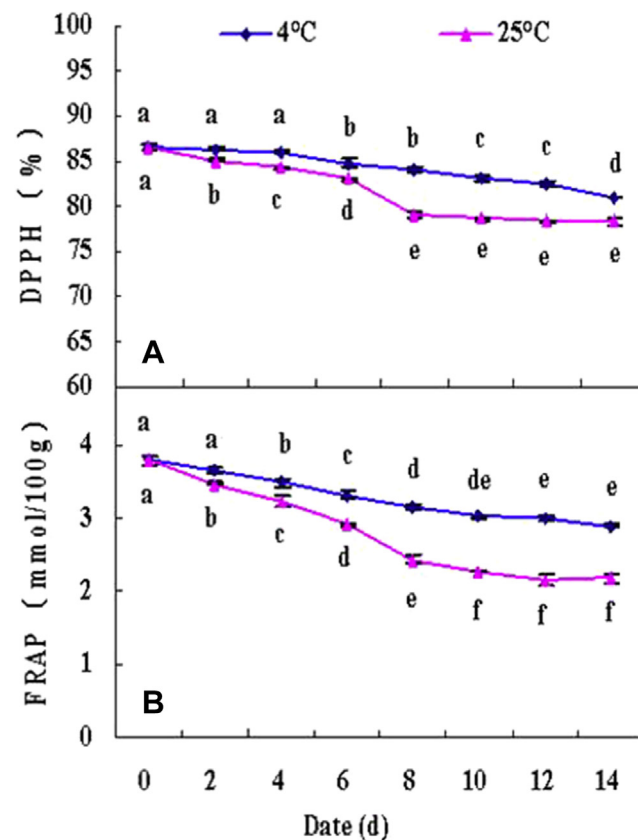 4°C 25°C
100
95
90
85
80
75
70
65
60
DPPH (%)
a a a b b c c d
a b c d e e e e
A
4
3
2
1
0
FRAP (mmol/100g)
a a b c d de e e
a b c d e f f f
B
0 2 4 6 8 10 12 14
Date (d)